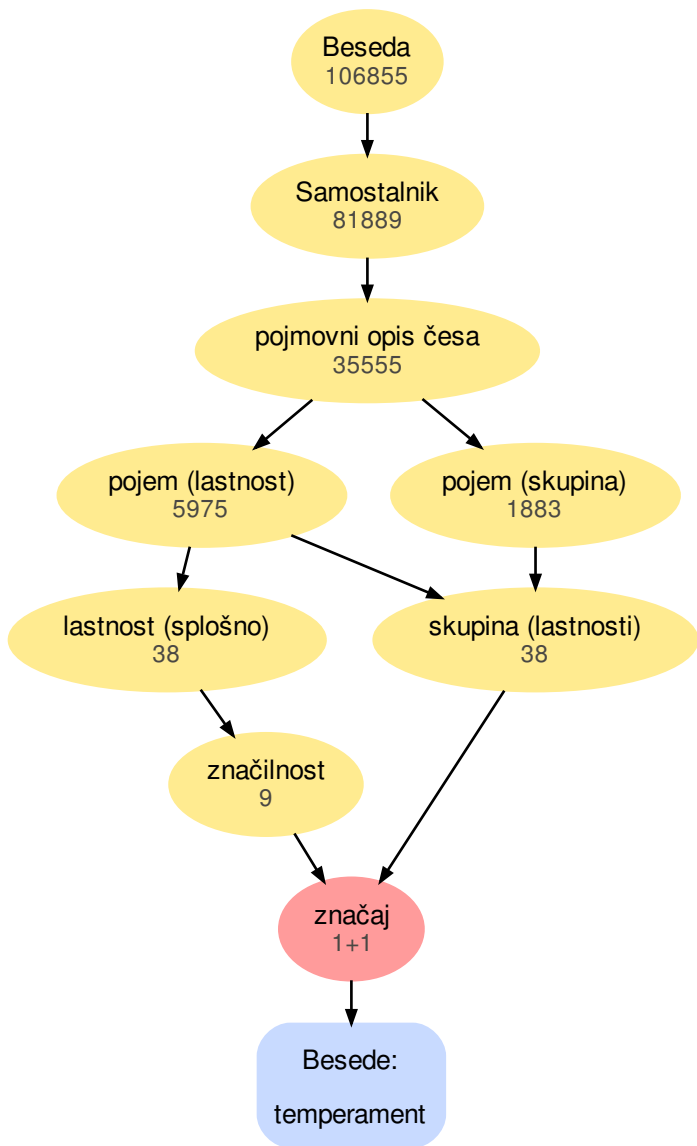 Beseda
106855
Samostalnik
81889
pojmovni opis česa
35555
pojem (lastnost)
5975
pojem (skupina)
1883
lastnost (splošno)
38
skupina (lastnosti)
38
značilnost
9
značaj
1+1
Besede:
temperament